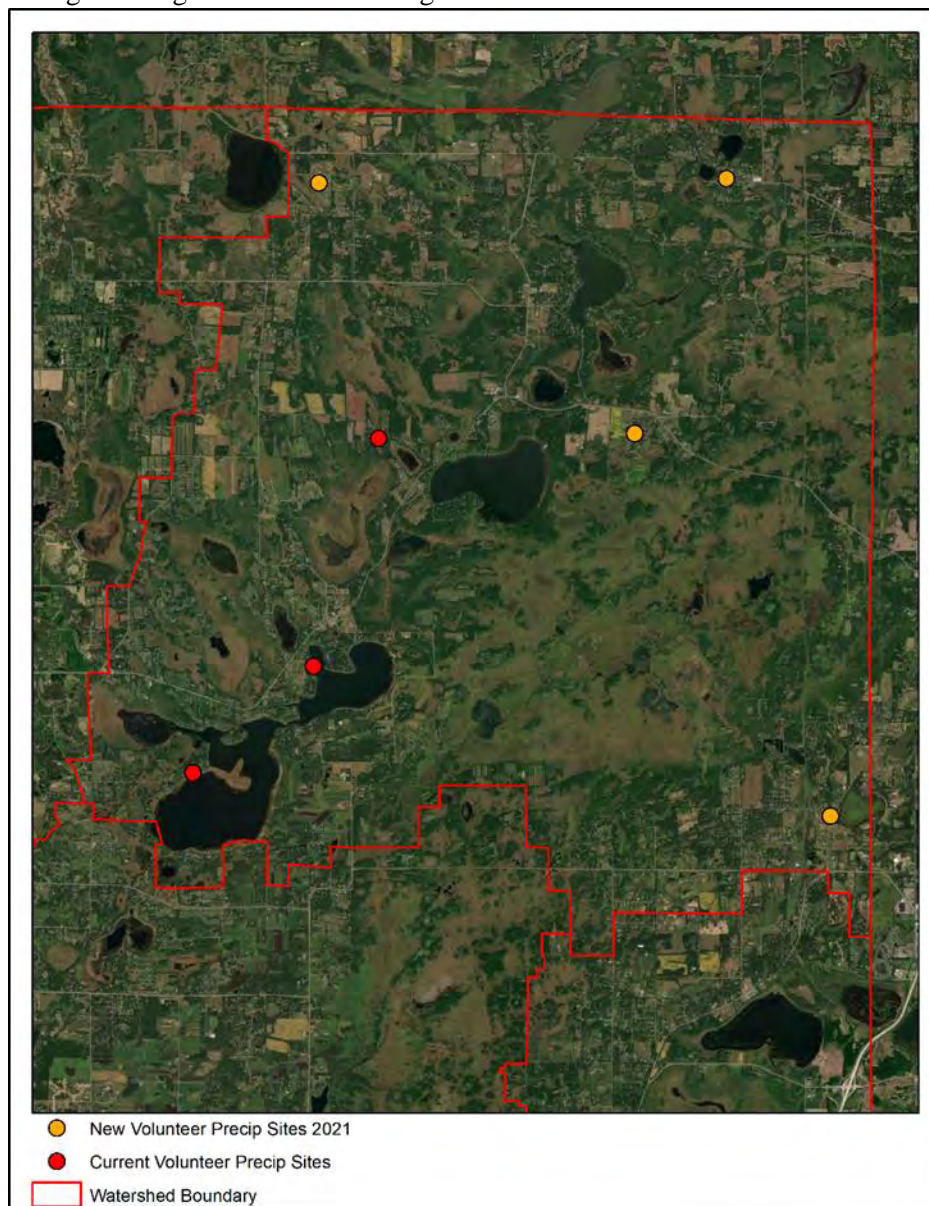 New Volunteer Precip Sites 2021
Current Volunteer Precip Sites
Watershed Boundary